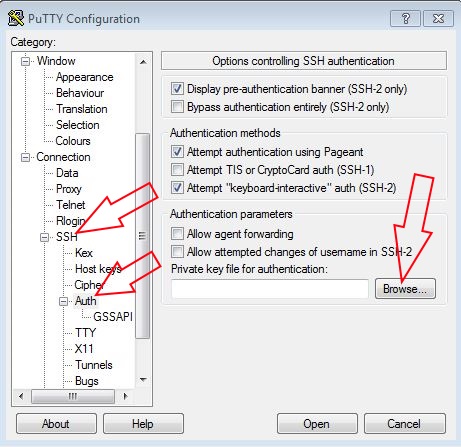 PuTTY Configuration
Category:
Window
Appearance
Behaviour
Translation
Selection
Colours
Connection
Data
Proxy
Telnet
Rlogin
SSH
Kex
Host keys
Cipher
Auth
GSSAPI
TTY
X11
Tunnels
Bugs
Options controlling SSH authentication
Display pre-authentication banner (SSH-2 only)
Bypass authentication entirely (SSH-2 only)
Authentication methods
Attempt authentication using Pageant
Attempt TIS or CryptoCard auth (SSH-1)
Attempt "keyboard-interactive" auth (SSH-2)
Authentication parameters
Allow agent forwarding
Allow attempted changes of username in SSH-2
Private key file for authentication:
Browse...
About
Help
Open
Cancel